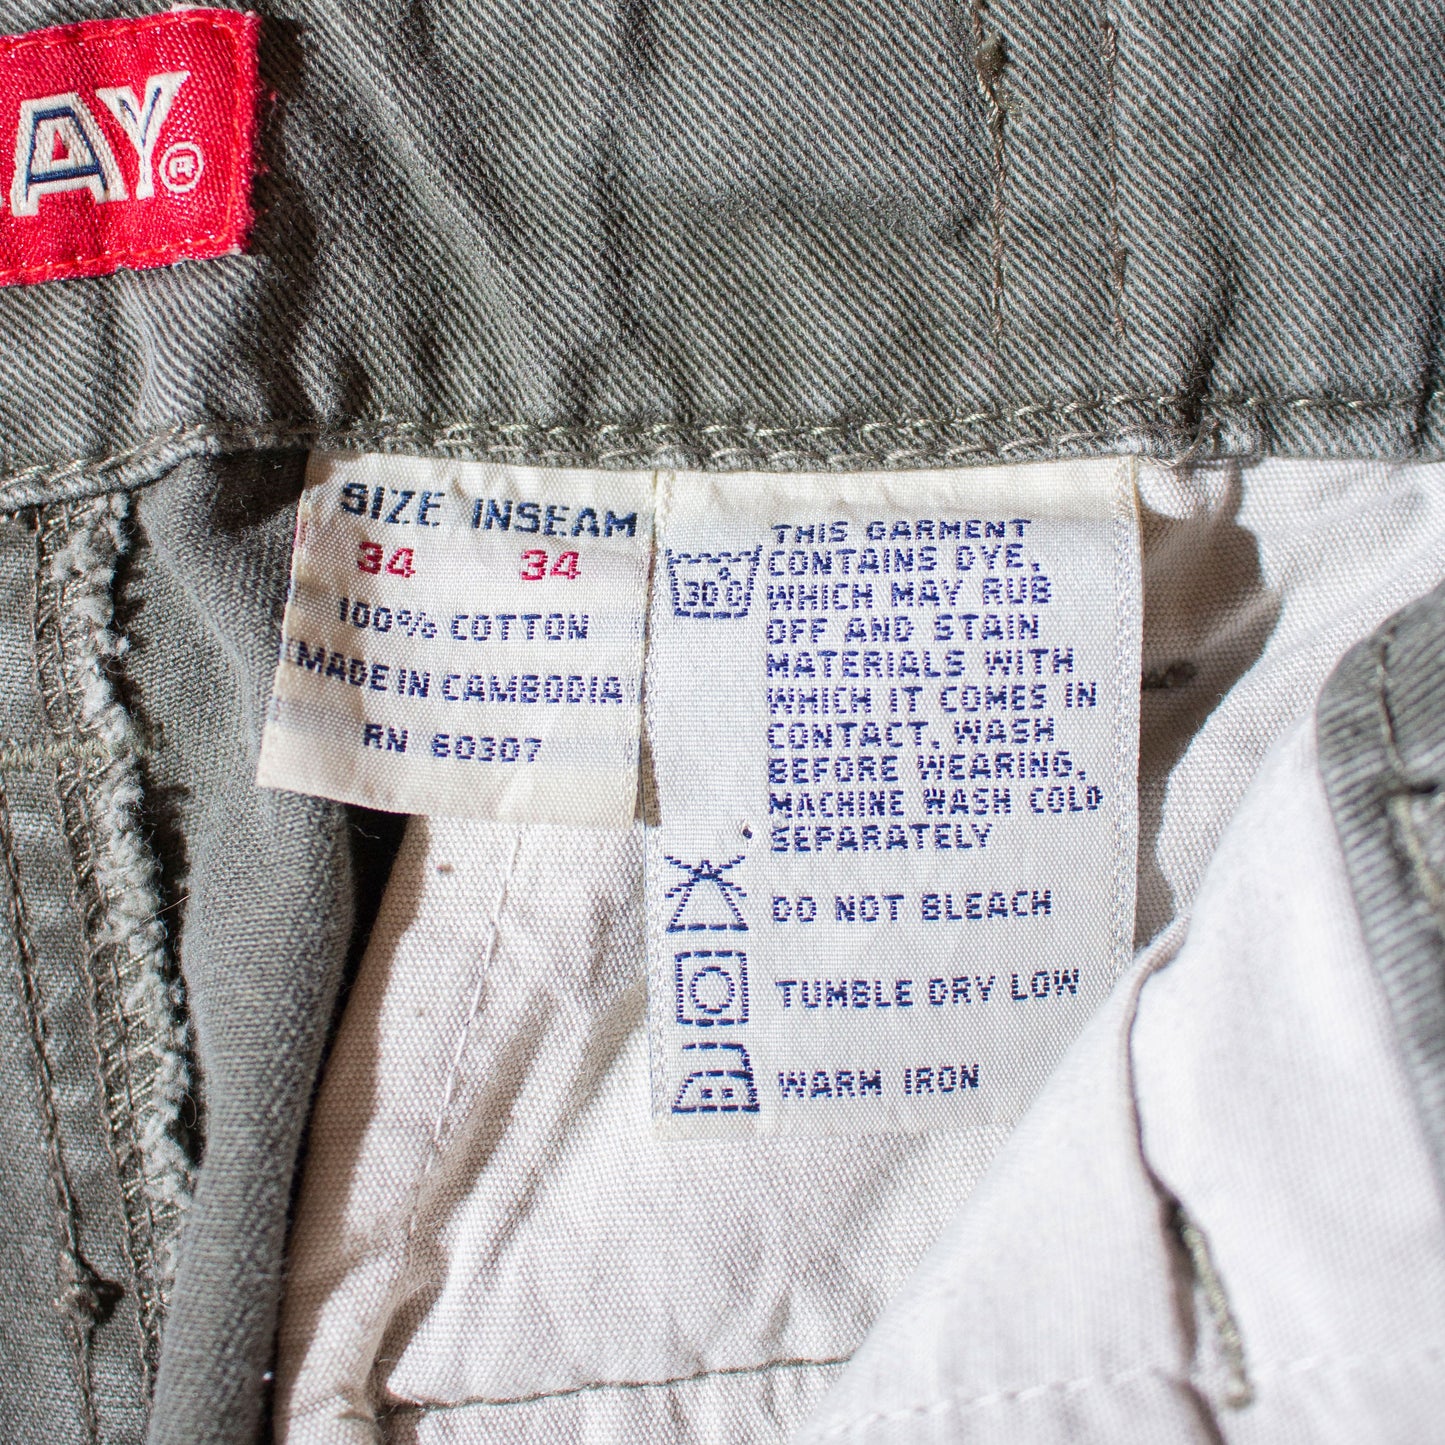 AY®
SIZE INSEAM
34 34
100% COTTON
MADE IN CAMBODIA
RN 60307
30°C
THIS GARMENT
CONTAINS DYE,
WHICH MAY RUB
OFF AND STAIN
MATERIALS WITH
WHICH IT COMES IN
CONTACT. WASH
BEFORE WEARING.
MACHINE WASH COLD
SEPARATELY
DO NOT BLEACH
TUMBLE DRY LOW
WARM IRON